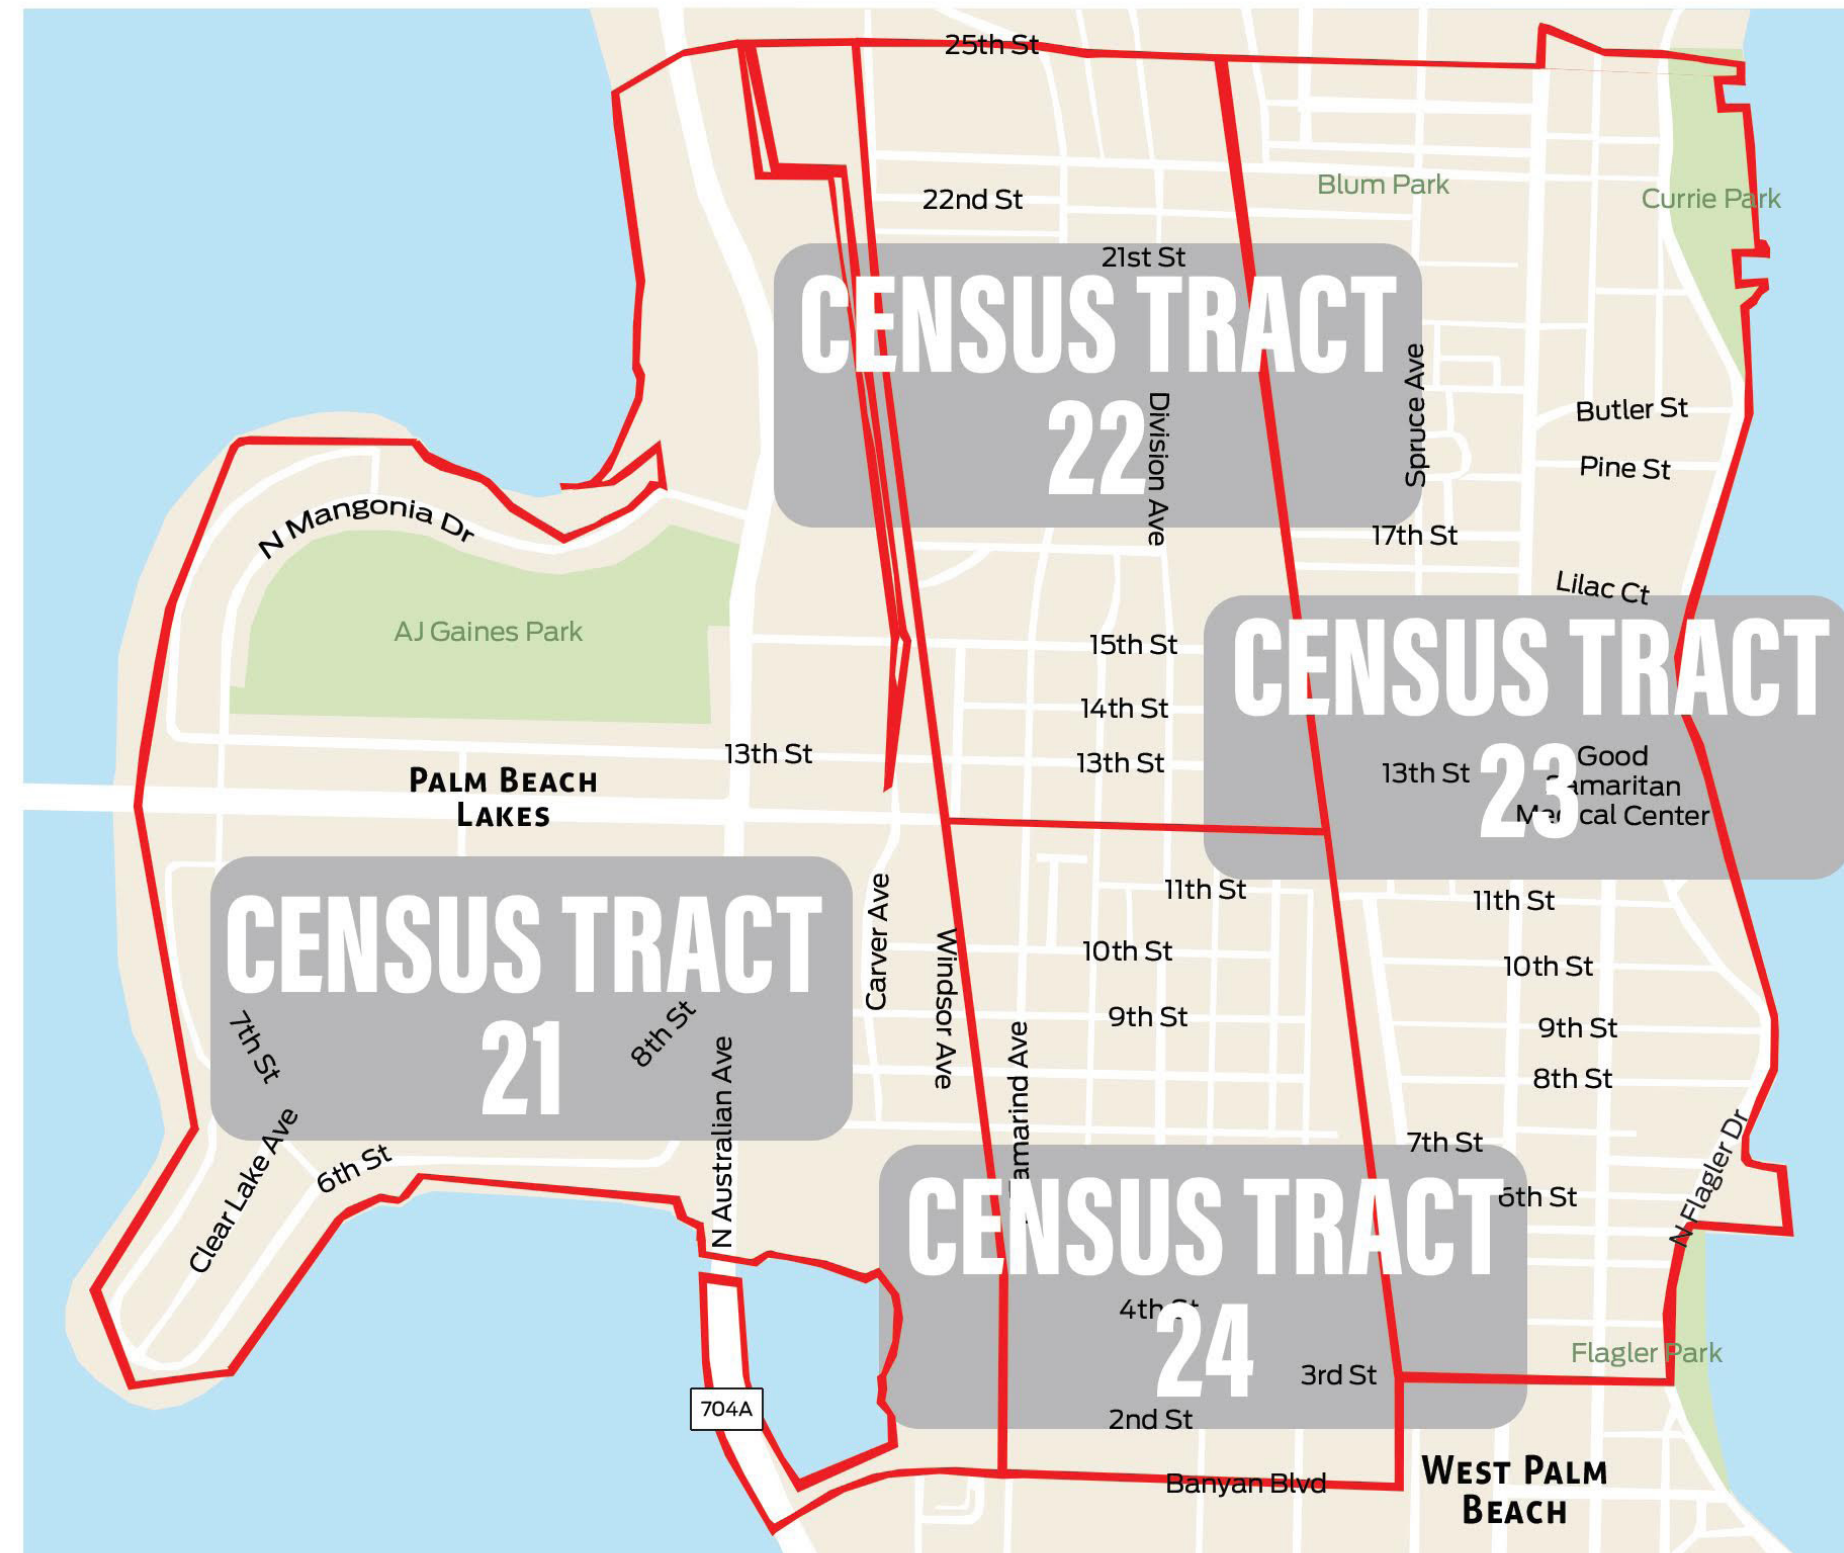 25th St
Blum Park
22nd St
Currie Park
21st St
CENSUS TRACT
22
Division Ave
Spruce Ave
Butler St
Pine St
N Mangonia Dr
17th St
Lilac Ct
AJ Gaines Park
15th St
CENSUS TRACT
23
14th St
13th St
13th St
13th St
Good
Medical Center
PALM BEACH
LAKES
11th St
11th St
CENSUS TRACT
21
Carver Ave
Windsor Ave
10th St
10th St
7th St
8th St
9th St
9th St
N Australian Ave
8th St
Clear Lake Ave
6th St
7th St
N Flagler Dr
CENSUS TRACT
24
6th St
4th St
3rd St
Flagler Park
704A
2nd St
Banyan Blvd
WEST PALM
BEACH